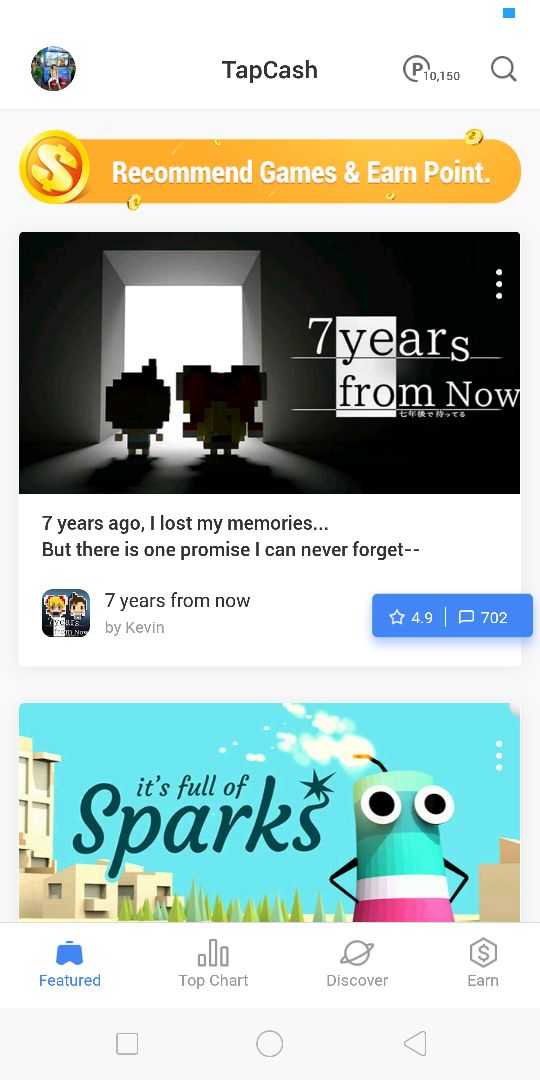 TapCash
P 10,150
Recommend Games & Earn Point.
7 years
from Now
七年後で待ってる
7 years ago, I lost my memories...
But there is one promise I can never forget--
7 years from now
by Kevin
4.9
702
it's full of
Sparks
Featured
Top Chart
Discover
Earn